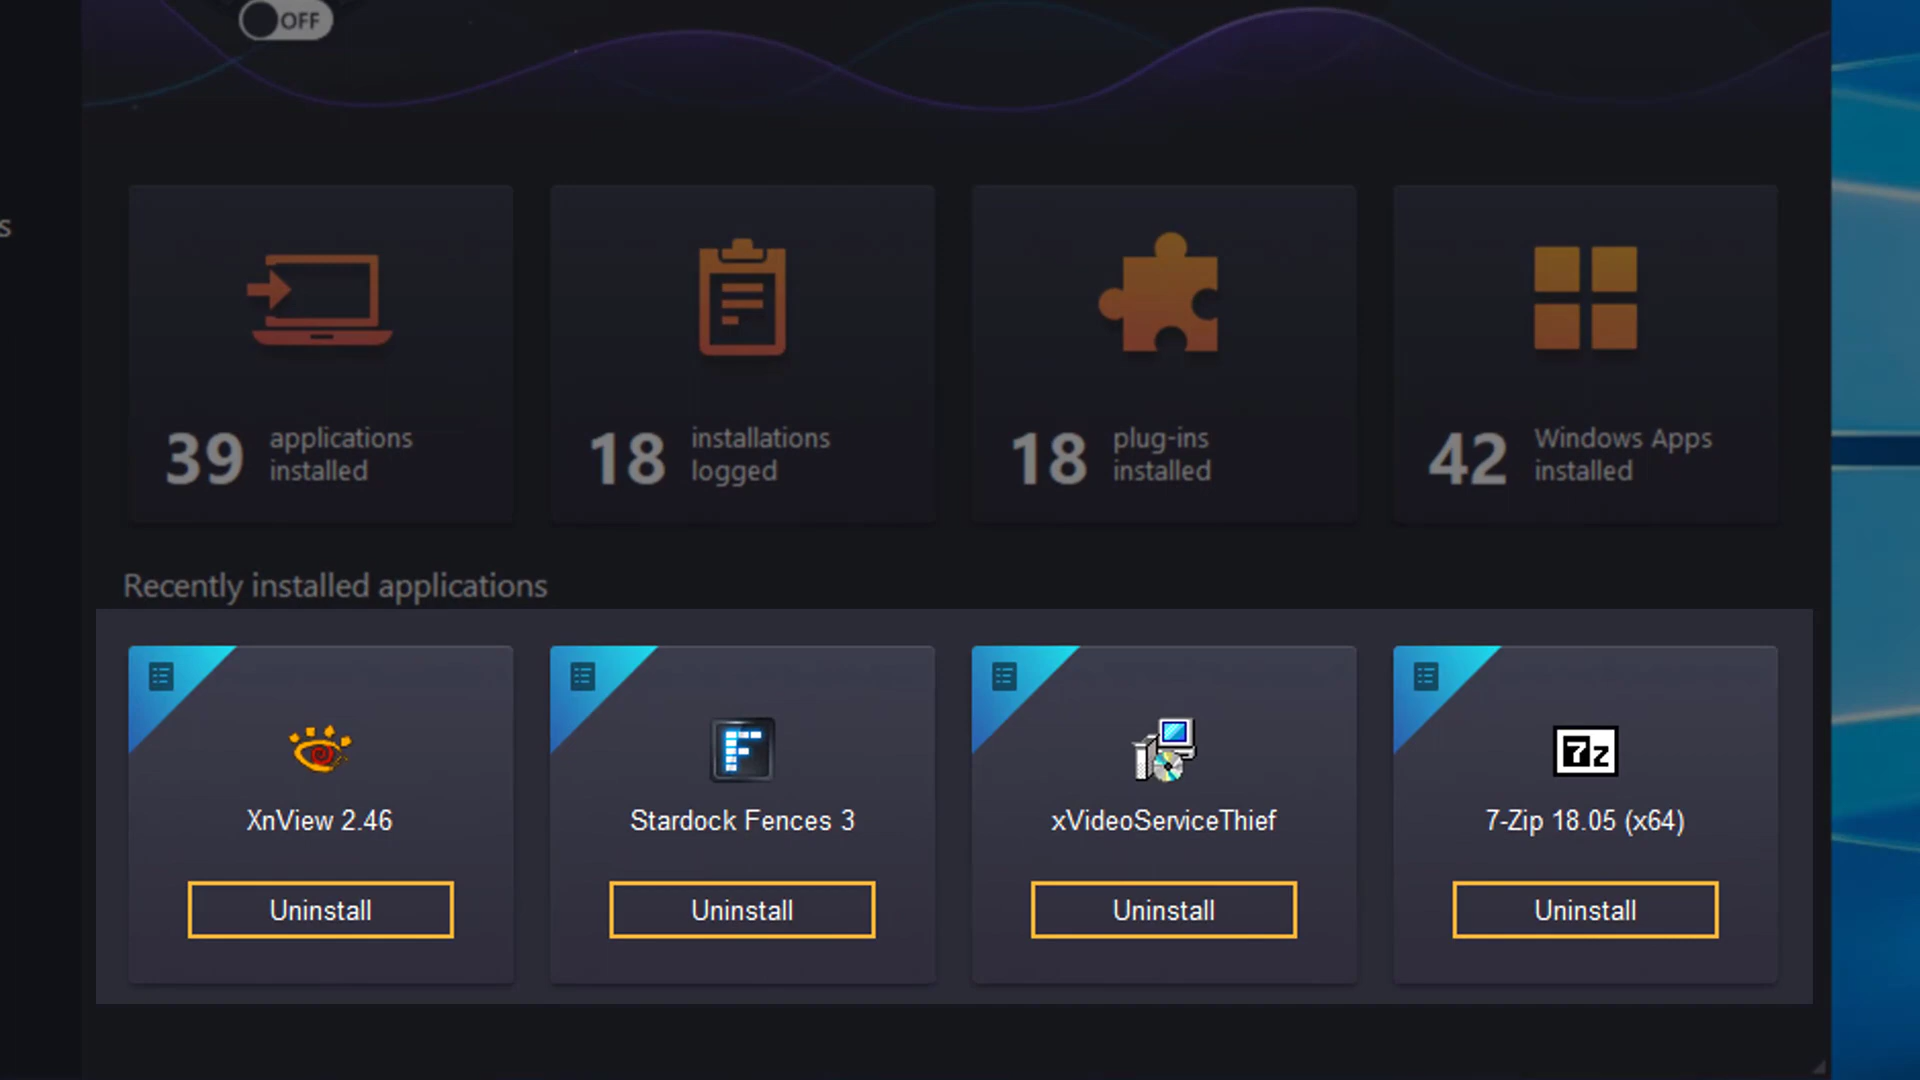 OFF
s
39 applications installed
18 installations logged
18 plug-ins installed
42 Windows Apps installed
Recently installed applications
F
7z
XnView 2.46
Stardock Fences 3
xVideoServiceThief
7-Zip 18.05 (x64)
Uninstall
Uninstall
Uninstall
Uninstall